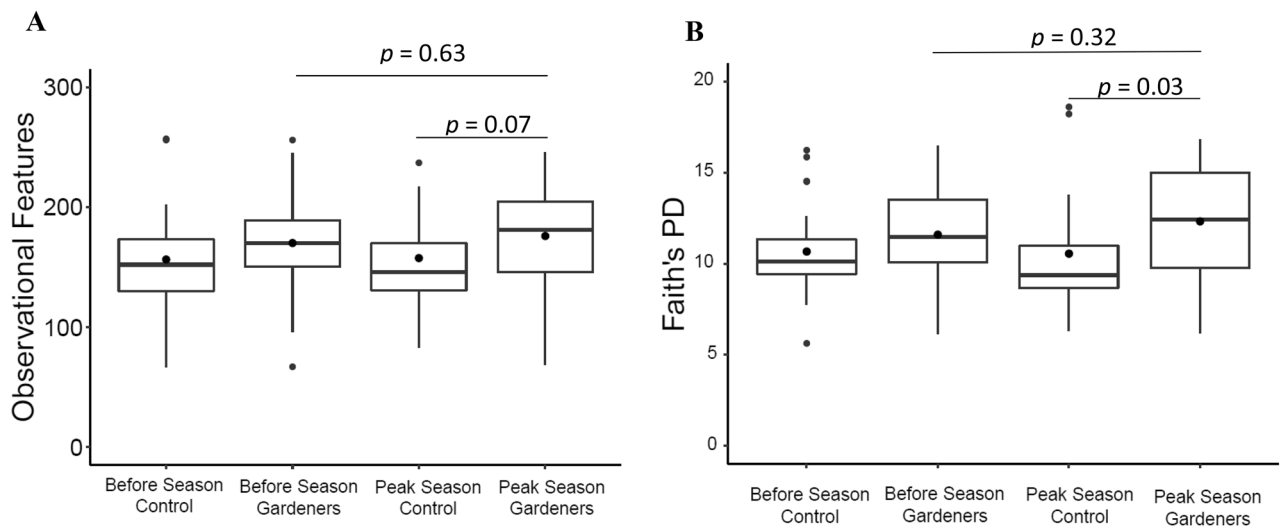 A
p = 0.63
p = 0.07
Observational Features
300
200
100
0
Before Season
Control
Before Season
Gardeners
Peak Season
Control
Peak Season
Gardeners
B
p = 0.32
p = 0.03
Faith's PD
20
15
10
5
0
Before Season
Control
Before Season
Gardeners
Peak Season
Control
Peak Season
Gardeners